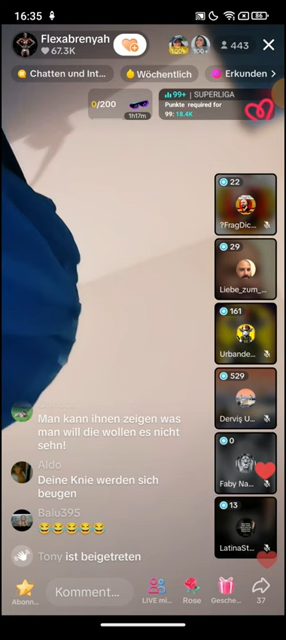 16:35
86
Flexabrenyah
67.3K
443
Chatten und Int...
Wöchentlich
Erkunden
0/200
1h17m
99+ | SUPERLIGA
Punkte required for
99: 18.4K
22
?FragDic...
29
Liebe_zum_...
161
Urbande...
529
Derviş U...
0
Faby Na...
13
LatinaSt...
Man kann ihnen zeigen was
man will die wollen es nicht
sehn!
Aldo
Deine Knie werden sich
beugen
Balu395
Tony ist beigetreten
Abonn...
Komment...
LIVE mi...
Rose
Gesche...
37